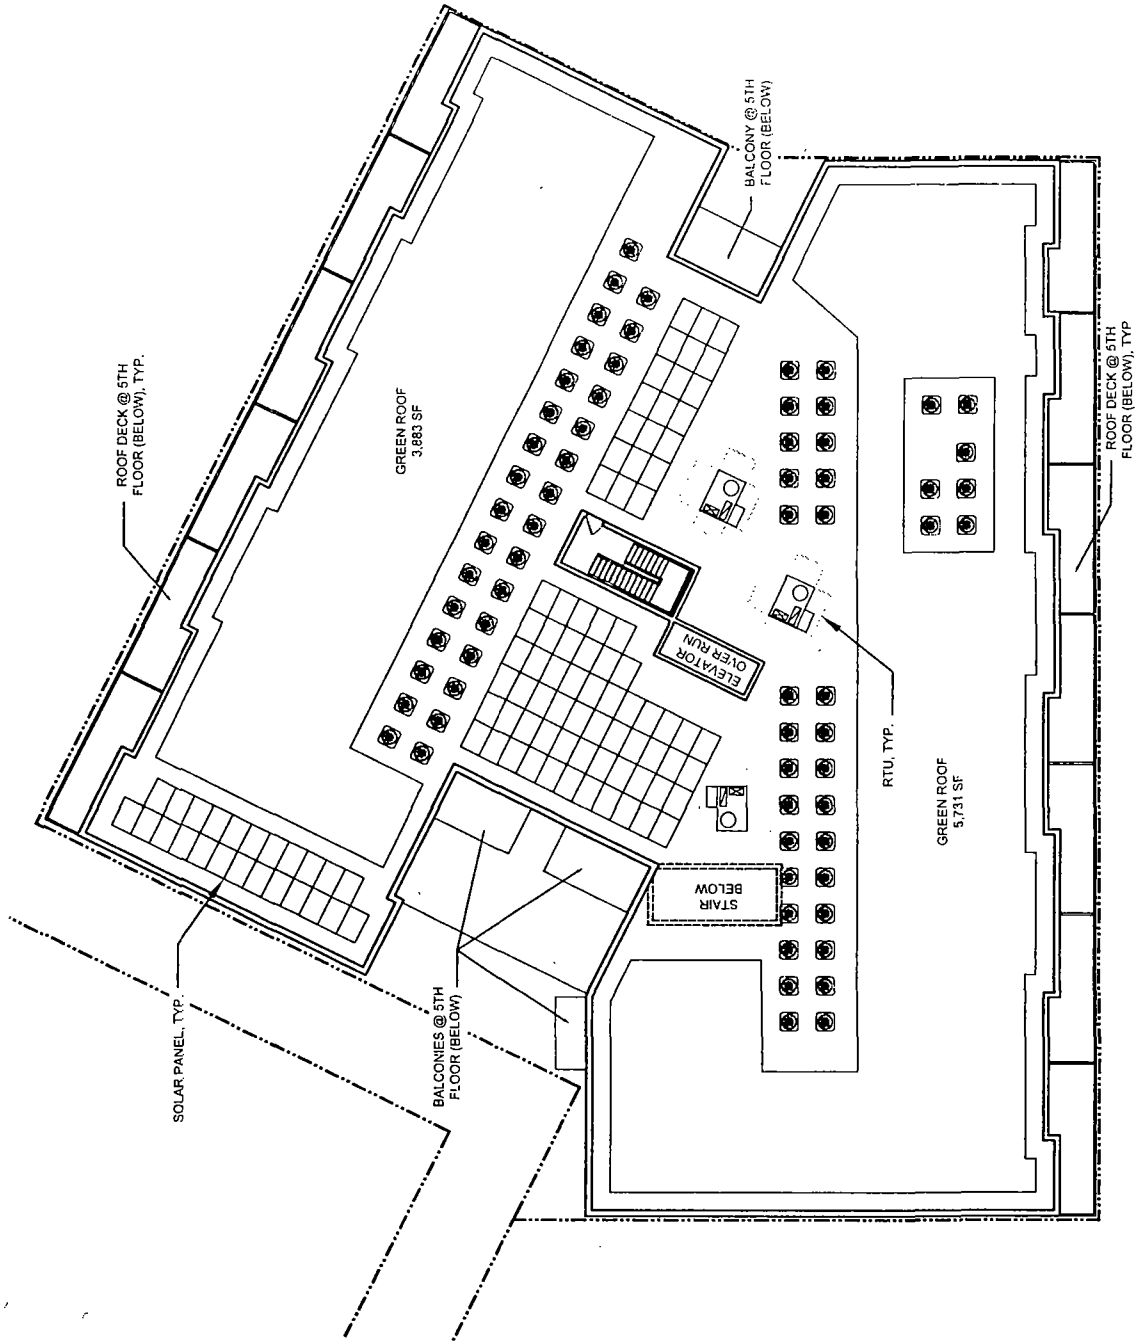 ROOF DECK @ 5TH
FLOOR (BELOW), TYP.
BALCONY @ 5TH
FLOOR (BELOW)
GREEN ROOF
3,883 SF
ROOF DECK @ 5TH
FLOOR (BELOW), TYP
ELEVATOR
OVER RUN
RTU, TYP.
GREEN ROOF
5,731 SF
STAIR
BELOW
SOLAR PANEL, TYP.
BALCONIES @ 5TH
FLOOR (BELOW)